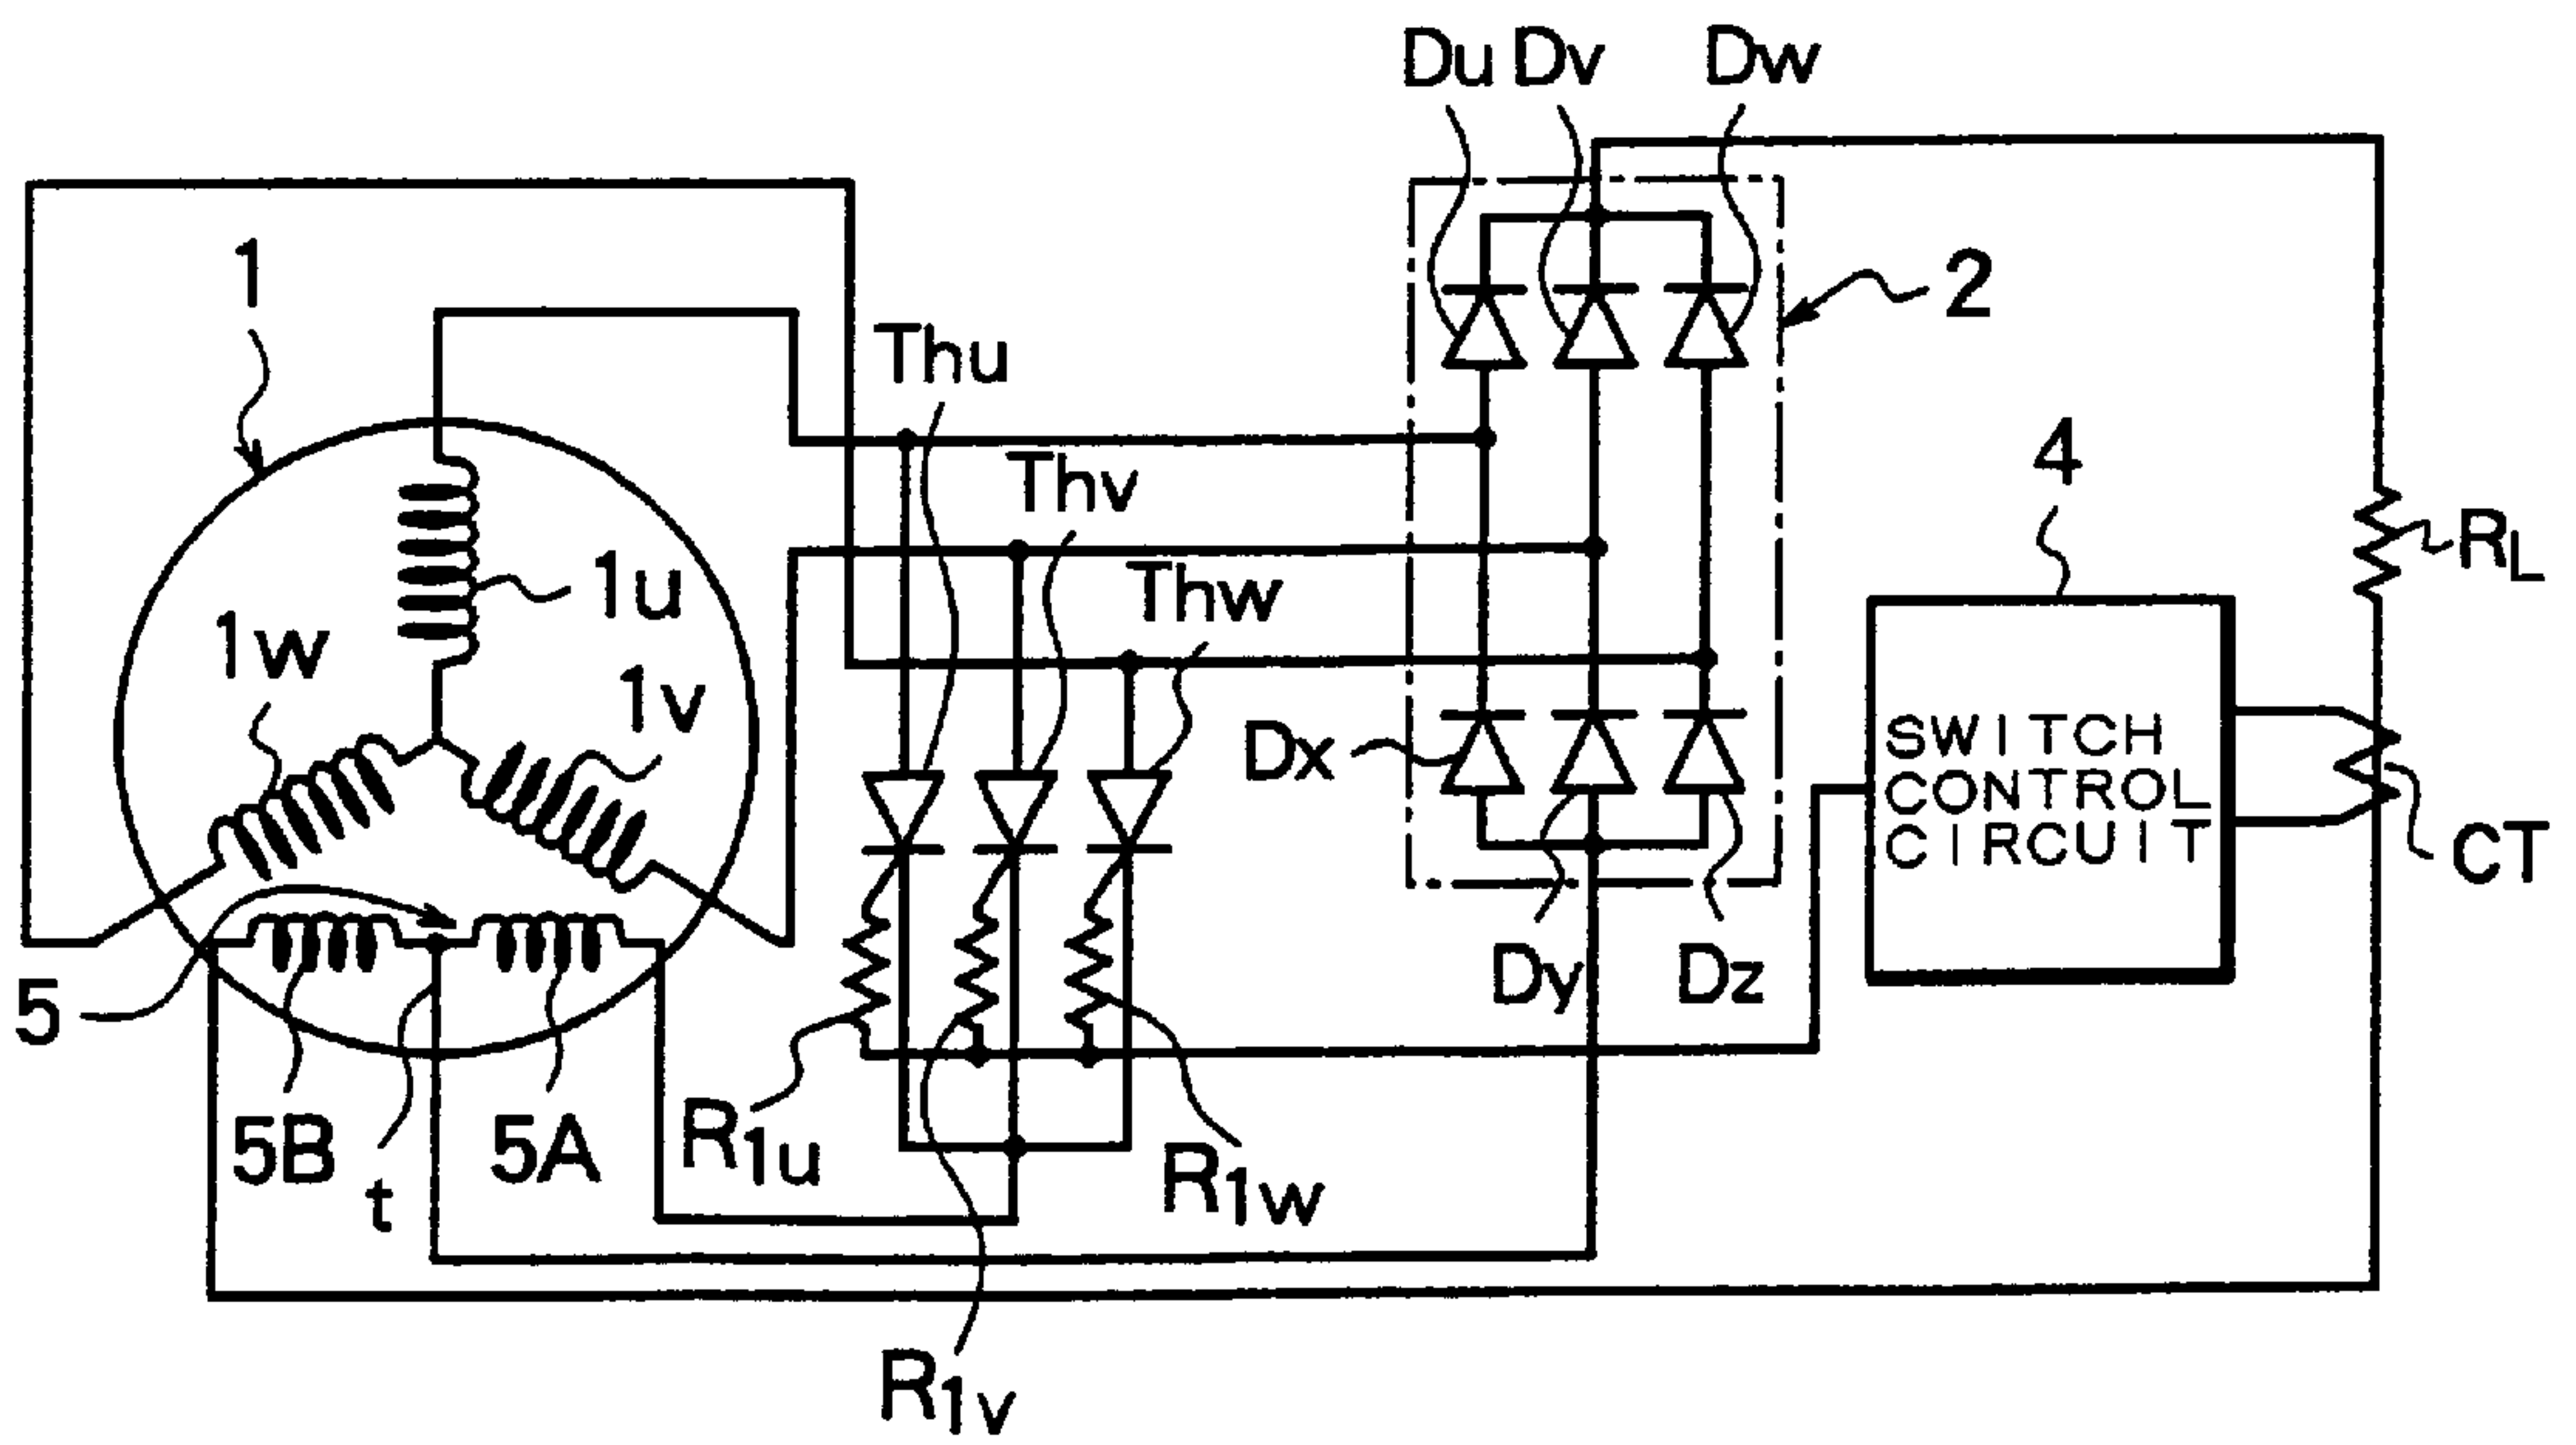 Du Dv Dw
1
2
Thu
4
Thv
RL
1u
Thw
1w
1v
Dx
SWITCH
CONTROL
CIRCUIT
CT
5
Dy Dz
5B
t
5A
R1u
R1w
R1v